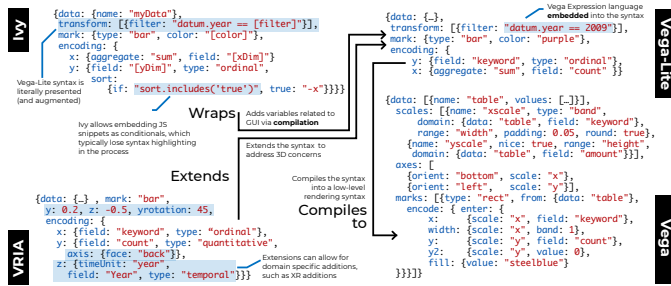 Ivy
{data: {name: "myData"},
transform: [{filter: "datum.year == [filter]"}],
mark: {type: "bar", color: "[color]"},
encoding: {
x: {aggregate: "sum", field: "[xDim]"}
y: {field: "[yDim]", type: "ordinal",
sort:
{if: "sort.includes('true')", true: "-x"}}}}
Vega-Lite syntax is
literally presented
(and augmented)
Ivy allows embedding JS
snippets as conditionals, which
typically lose syntax highlighting
in the process
Wraps
Adds variables related to
GUI via compilation
Extends
Extends the syntax to
address 3D concerns
Compiles the syntax
into a low-level
rendering syntax
Compiles
to
VRIA
{data: {…} , mark: "bar",
y: 0.2, z: -0.5, yrotation: 45,
encoding: {
x: {field: "keyword", type: "ordinal"},
y: {field: "count", type: "quantitative",
axis: {face: "back"}},
z: {timeUnit: "year",
field: "Year", type: "temporal"}}}
Extensions can allow for
domain specific additions,
such as XR additions
Vega Expression language
embedded into the syntax
Vega-Lite
{data: {…},
transform: [{filter: "datum.year == 2009"}],
mark: {type: "bar", color: "purple"},
encoding: {
y: {field: "keyword", type: "ordinal"},
x: {aggregate: "sum", field: "count" }}
Vega
{data: [{name: "table", values: […]}],
scales: [{name: "xscale", type: "band",
domain: {data: "table", field: "keyword"},
range: "width", padding: 0.05, round: true},
{name: "yscale", nice: true, range: "height",
domain: {data: "table", field: "amount"}}],
axes: [
{orient: "bottom", scale: "x"},
{orient: "left", scale: "y"}],
marks: [{type: "rect", from: {data: "table"},
encode: { enter: {
x: {scale: "x", field: "keyword"},
width: {scale: "x", band: 1},
y: {scale: "y", field: "count"},
y2: {scale: "y", value: 0},
fill: {value: "steelblue"}
}}}]}